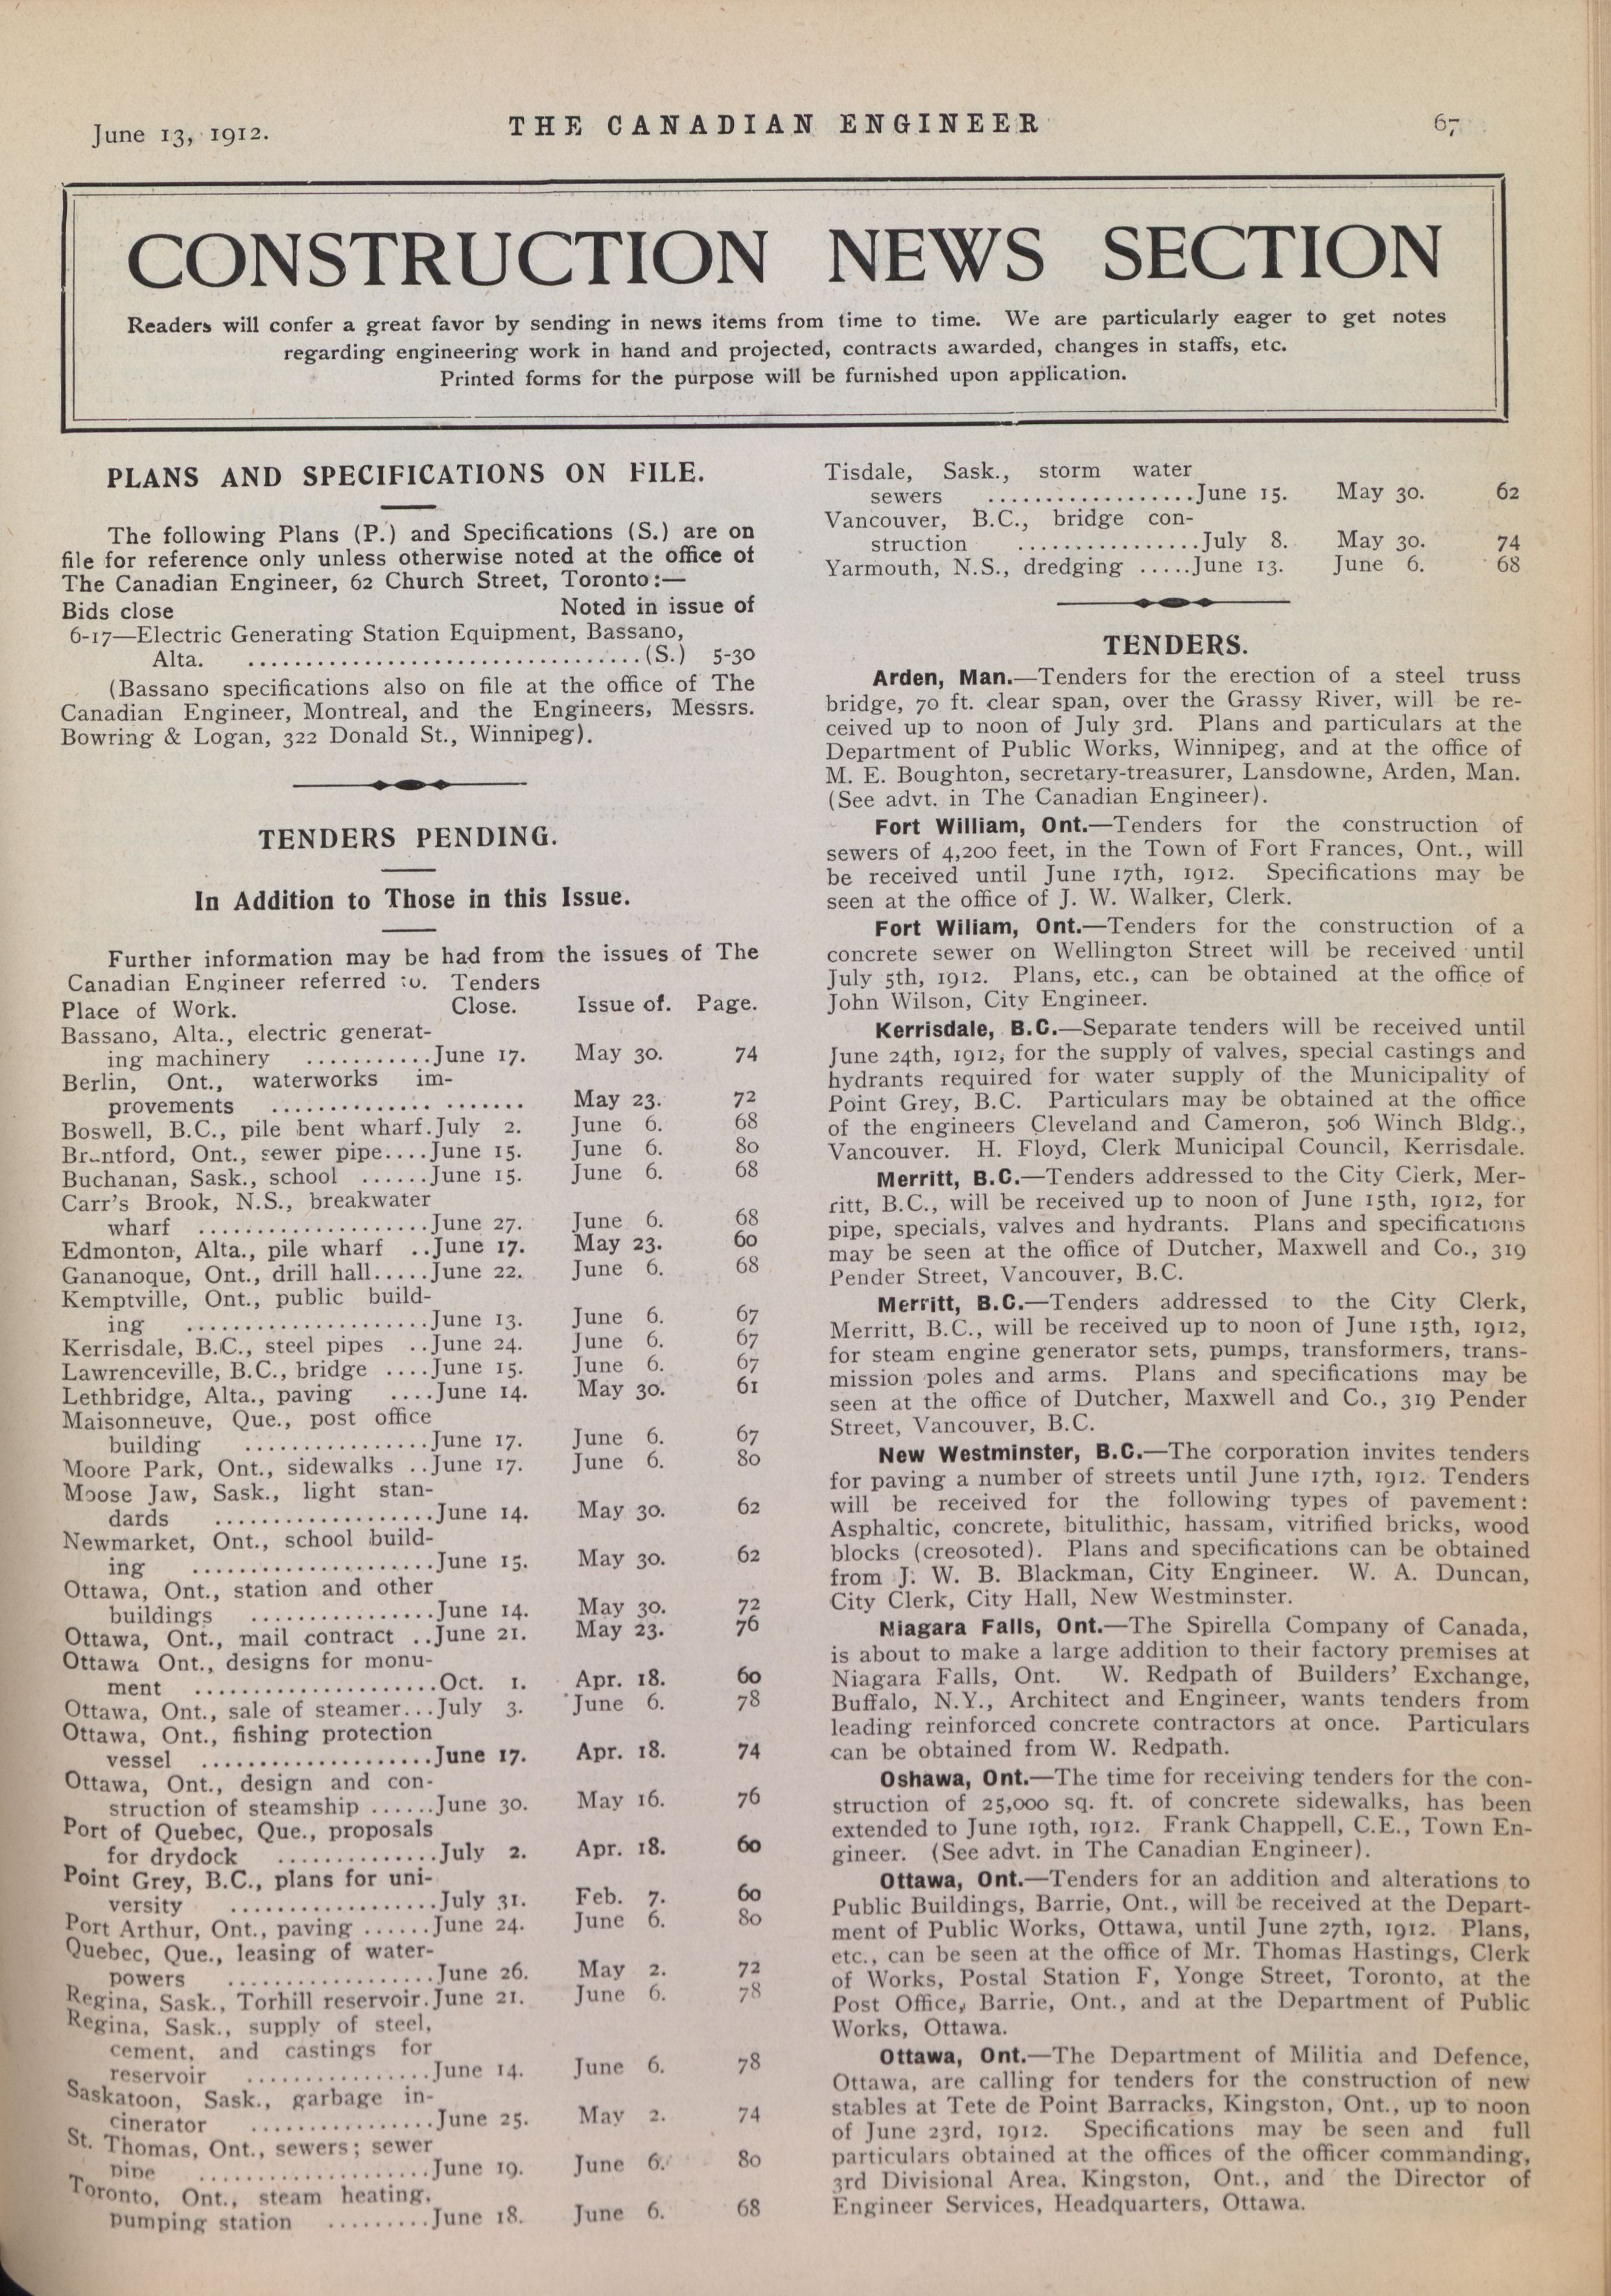 June 13, 1912.
THE CANADIAN ENGINEER
67
CONSTRUCTION NEWS SECTION
Readers will confer a great favor by sending in news items from time to time. We are particularly eager to get notes
regarding engineering work in hand and projected, contracts awarded, changes in staffs, etc.
Printed forms for the purpose will be furnished upon application.
PLANS AND SPECIFICATIONS ON FILE.
The following Plans (P.) and Specifications (S.) are on
file for reference only unless otherwise noted at the office of
The Canadian Engineer, 62 Church Street, Toronto:—
Bids close Noted in issue of
6-17—Electric Generating Station Equipment, Bassano,
Alta. ................................(S.) 5-30
(Bassano specifications also on file at the office of The
Canadian Engineer, Montreal, and the Engineers, Messrs.
Bowring & Logan, 322 Donald St., Winnipeg).
TENDERS PENDING.
In Addition to Those in this Issue.
Further information may be had from the issues of The
Canadian Engineer referred to. Tenders
Place of Work. Close. Issue of. Page.
Bassano, Alta., electric generat-
ing machinery ...........June 17. May 30. 74
Berlin, Ont., waterworks im-
provements .............. ....... May 23. 72
Boswell, B.C., pile bent wharf.July 2. June 6. 68
Brantford, Ont., sewer pipe....June 15. June 6. 80
Buchanan, Sask., school ......June 15. June 6. 68
Carr's Brook, N.S., breakwater
wharf ....................June 27. June 6. 68
Edmonton, Alta., pile wharf ..June 17. May 23. 60
Gananoque, Ont., drill hall.....June 22. June 6. 68
Kemptville, Ont., public build-
ing .....................June 13. June 6. 67
Kerrisdale, B.C., steel pipes ..June 24. June 6. 67
Lawrenceville, B.C., bridge ....June 15. June 6. 67
Lethbridge, Alta., paving ....June 14. May 30. 61
Maisonneuve, Que., post office
building ................June 17. June 6. 67
Moore Park, Ont., sidewalks ..June 17. June 6. 80
Moose Jaw, Sask., light stan-
dards ...................June 14. May 30. 62
Newmarket, Ont., school build-
ing .....................June 15. May 30. 62
Ottawa, Ont., station and other
buildings ................June 14. May 30. 72
Ottawa, Ont., mail contract ..June 21. May 23. 76
Ottawa Ont., designs for monu-
ment .....................Oct. 1. Apr. 18. 60
Ottawa, Ont., sale of steamer...July 3. June 6. 78
Ottawa, Ont., fishing protection
vessel ....................June 17. Apr. 18. 74
Ottawa, Ont., design and con-
struction of steamship ......June 30. May 16. 76
Port of Quebec, Que., proposals
for drydock ..............July 2. Apr. 18. 60
Point Grey, B.C., plans for uni-
versity ..................July 31. Feb. 7. 60
Port Arthur, Ont., paving ......June 24. June 6. 80
Quebec, Que., leasing of water-
powers ..................June 26. May 2. 72
Regina, Sask., Torhill reservoir.June 21. June 6. 78
Regina, Sask., supply of steel,
cement, and castings for
reservoir ................June 14. June 6. 78
Saskatoon, Sask., garbage in-
cinerator ................June 25. May 2. 74
St. Thomas, Ont., sewers; sewer
pipe ....................June 19. June 6. 80
Toronto, Ont., steam heating,
pumping station .........June 18. June 6. 68
Tisdale, Sask., storm water
sewers ..................June 15. May 30. 62
Vancouver, B.C., bridge con-
struction ................July 8. May 30. 74
Yarmouth, N.S., dredging .....June 13. June 6. 68
TENDERS.
Arden, Man.—Tenders for the erection of a steel truss
bridge, 70 ft. clear span, over the Grassy River, will be re-
ceived up to noon of July 3rd. Plans and particulars at the
Department of Public Works, Winnipeg, and at the office of
M. E. Boughton, secretary-treasurer, Lansdowne, Arden, Man.
(See advt. in The Canadian Engineer).
Fort William, Ont.—Tenders for the construction of
sewers of 4,200 feet, in the Town of Fort Frances, Ont., will
be received until June 17th, 1912. Specifications may be
seen at the office of J. W. Walker, Clerk.
Fort Wiliam, Ont.—Tenders for the construction of a
concrete sewer on Wellington Street will be received until
July 5th, 1912. Plans, etc., can be obtained at the office of
John Wilson, City Engineer.
Kerrisdale, B.C.—Separate tenders will be received until
June 24th, 1912, for the supply of valves, special castings and
hydrants required for water supply of the Municipality of
Point Grey, B.C. Particulars may be obtained at the office
of the engineers Cleveland and Cameron, 506 Winch Bldg.,
Vancouver. H. Floyd, Clerk Municipal Council, Kerrisdale.
Merritt, B.C.—Tenders addressed to the City Clerk, Mer-
ritt, B.C., will be received up to noon of June 15th, 1912, for
pipe, specials, valves and hydrants. Plans and specifications
may be seen at the office of Dutcher, Maxwell and Co., 319
Pender Street, Vancouver, B.C.
Merritt, B.C.—Tenders addressed to the City Clerk,
Merritt, B.C., will be received up to noon of June 15th, 1912,
for steam engine generator sets, pumps, transformers, trans-
mission poles and arms. Plans and specifications may be
seen at the office of Dutcher, Maxwell and Co., 319 Pender
Street, Vancouver, B.C.
New Westminster, B.C.—The corporation invites tenders
for paving a number of streets until June 17th, 1912. Tenders
will be received for the following types of pavement:
Asphaltic, concrete, bitulithic, hassam, vitrified bricks, wood
blocks (creosoted). Plans and specifications can be obtained
from J. W. B. Blackman, City Engineer. W. A. Duncan,
City Clerk, City Hall, New Westminster.
Niagara Falls, Ont.—The Spirella Company of Canada,
is about to make a large addition to their factory premises at
Niagara Falls, Ont. W. Redpath of Builders' Exchange,
Buffalo, N.Y., Architect and Engineer, wants tenders from
leading reinforced concrete contractors at once. Particulars
can be obtained from W. Redpath.
Oshawa, Ont.—The time for receiving tenders for the con-
struction of 25,000 sq. ft. of concrete sidewalks, has been
extended to June 19th, 1912. Frank Chappell, C.E., Town En-
gineer. (See advt. in The Canadian Engineer).
Ottawa, Ont.—Tenders for an addition and alterations to
Public Buildings, Barrie, Ont., will be received at the Depart-
ment of Public Works, Ottawa, until June 27th, 1912. Plans,
etc., can be seen at the office of Mr. Thomas Hastings, Clerk
of Works, Postal Station F, Yonge Street, Toronto, at the
Post Office, Barrie, Ont., and at the Department of Public
Works, Ottawa.
Ottawa, Ont.—The Department of Militia and Defence,
Ottawa, are calling for tenders for the construction of new
stables at Tete de Point Barracks, Kingston, Ont., up to noon
of June 23rd, 1912. Specifications may be seen and full
particulars obtained at the offices of the officer commanding,
3rd Divisional Area, Kingston, Ont., and the Director of
Engineer Services, Headquarters, Ottawa.